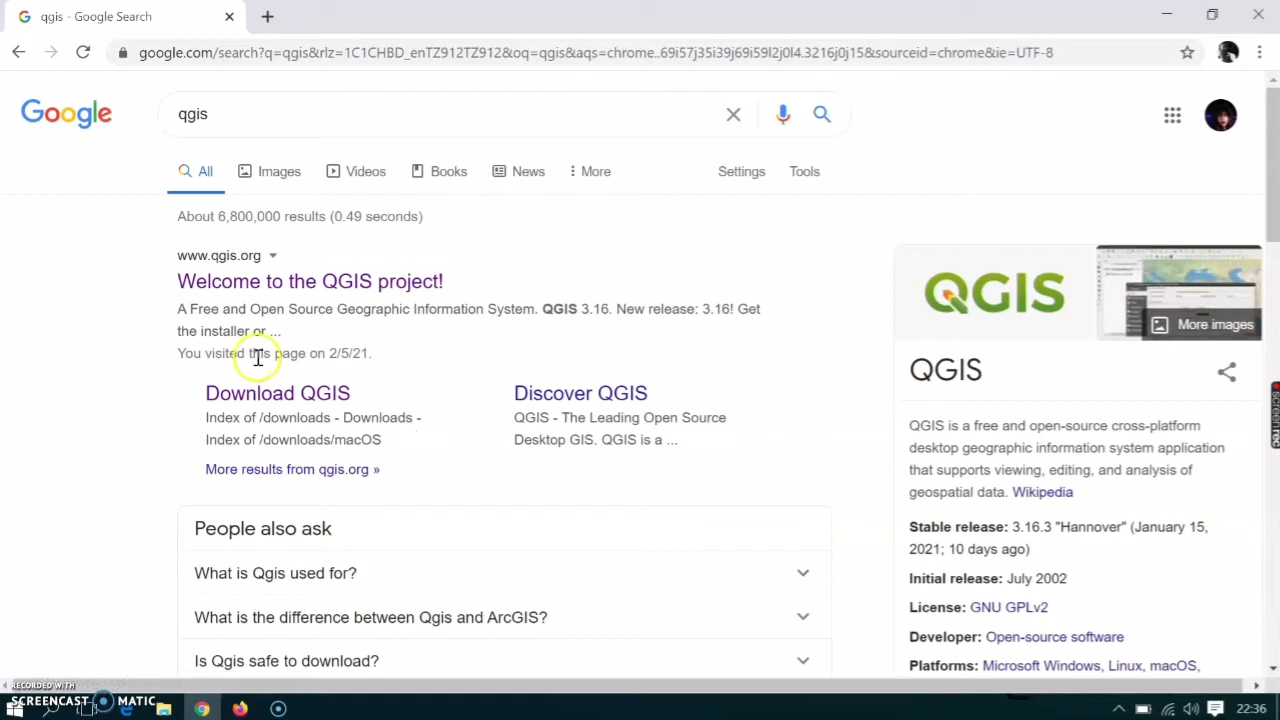 qgis - Google Search
google.com/search?q=qgis&rlz=1C1CHBD_enTZ912TZ912&oq=qgis&aqs=chrome..69i57j35i39j69i59l2j0l4.3216j0j15&sourceid=chrome&ie=UTF-8
Google
qgis
All Images Videos Books News More Settings Tools
About 6,800,000 results (0.49 seconds)
www.qgis.org
Welcome to the QGIS project!
A Free and Open Source Geographic Information System. QGIS 3.16. New release: 3.16! Get
the installer or ...
You visited this page on 2/5/21.
Download QGIS
Index of /downloads - Downloads -
Index of /downloads/macOS
Discover QGIS
QGIS - The Leading Open Source
Desktop GIS. QGIS is a ...
More results from qgis.org »
People also ask
What is Qgis used for?
What is the difference between Qgis and ArcGIS?
Is Qgis safe to download?
QGIS
More images
QGIS
QGIS is a free and open-source cross-platform
desktop geographic information system application
that supports viewing, editing, and analysis of
geospatial data. Wikipedia
Stable release: 3.16.3 "Hannover" (January 15,
2021; 10 days ago)
Initial release: July 2002
License: GNU GPLv2
Developer: Open-source software
Platforms: Microsoft Windows, Linux, macOS,
screenrec
RECORDED WITH
SCREENCAST MATIC
22:36